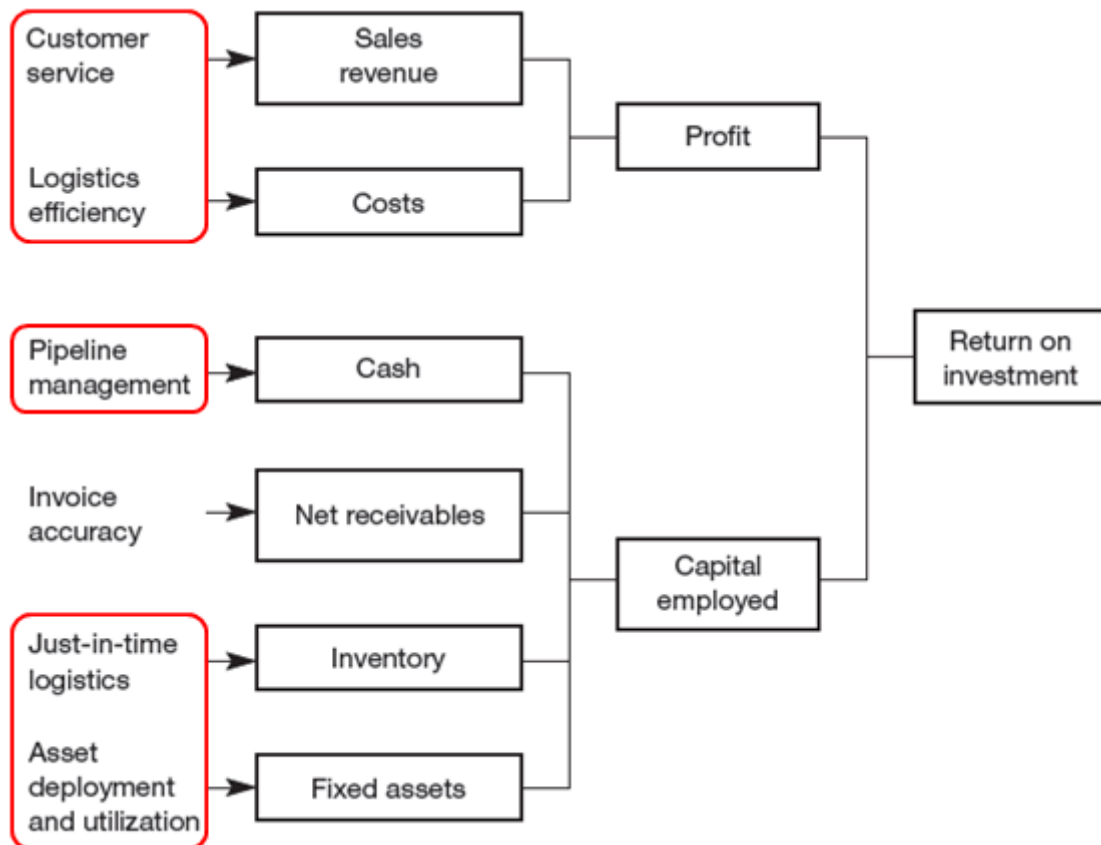 Customer
service
Sales
revenue
Profit
Logistics
efficiency
Costs
Pipeline
management
Cash
Return on
investment
Invoice
accuracy
Net receivables
Capital
employed
Just-in-time
logistics
Inventory
Asset
deployment
and utilization
Fixed assets